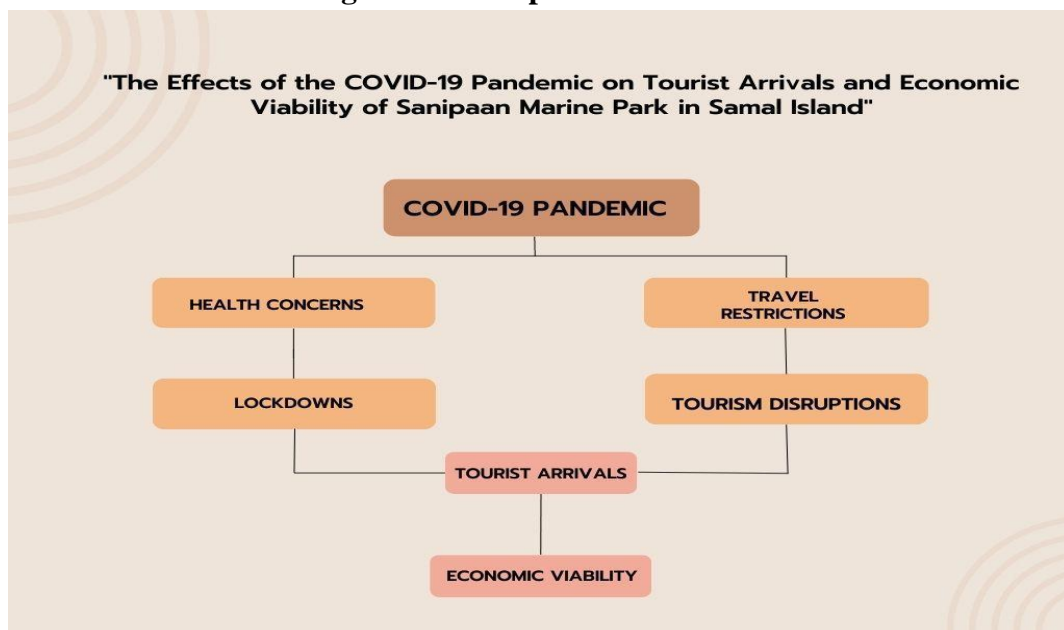 "The Effects of the COVID-19 Pandemic on Tourist Arrivals and Economic
Viability of Sanipaan Marine Park in Samal Island"
COVID-19 PANDEMIC
HEALTH CONCERNS
TRAVEL
RESTRICTIONS
LOCKDOWNS
TOURISM DISRUPTIONS
TOURIST ARRIVALS
ECONOMIC VIABILITY